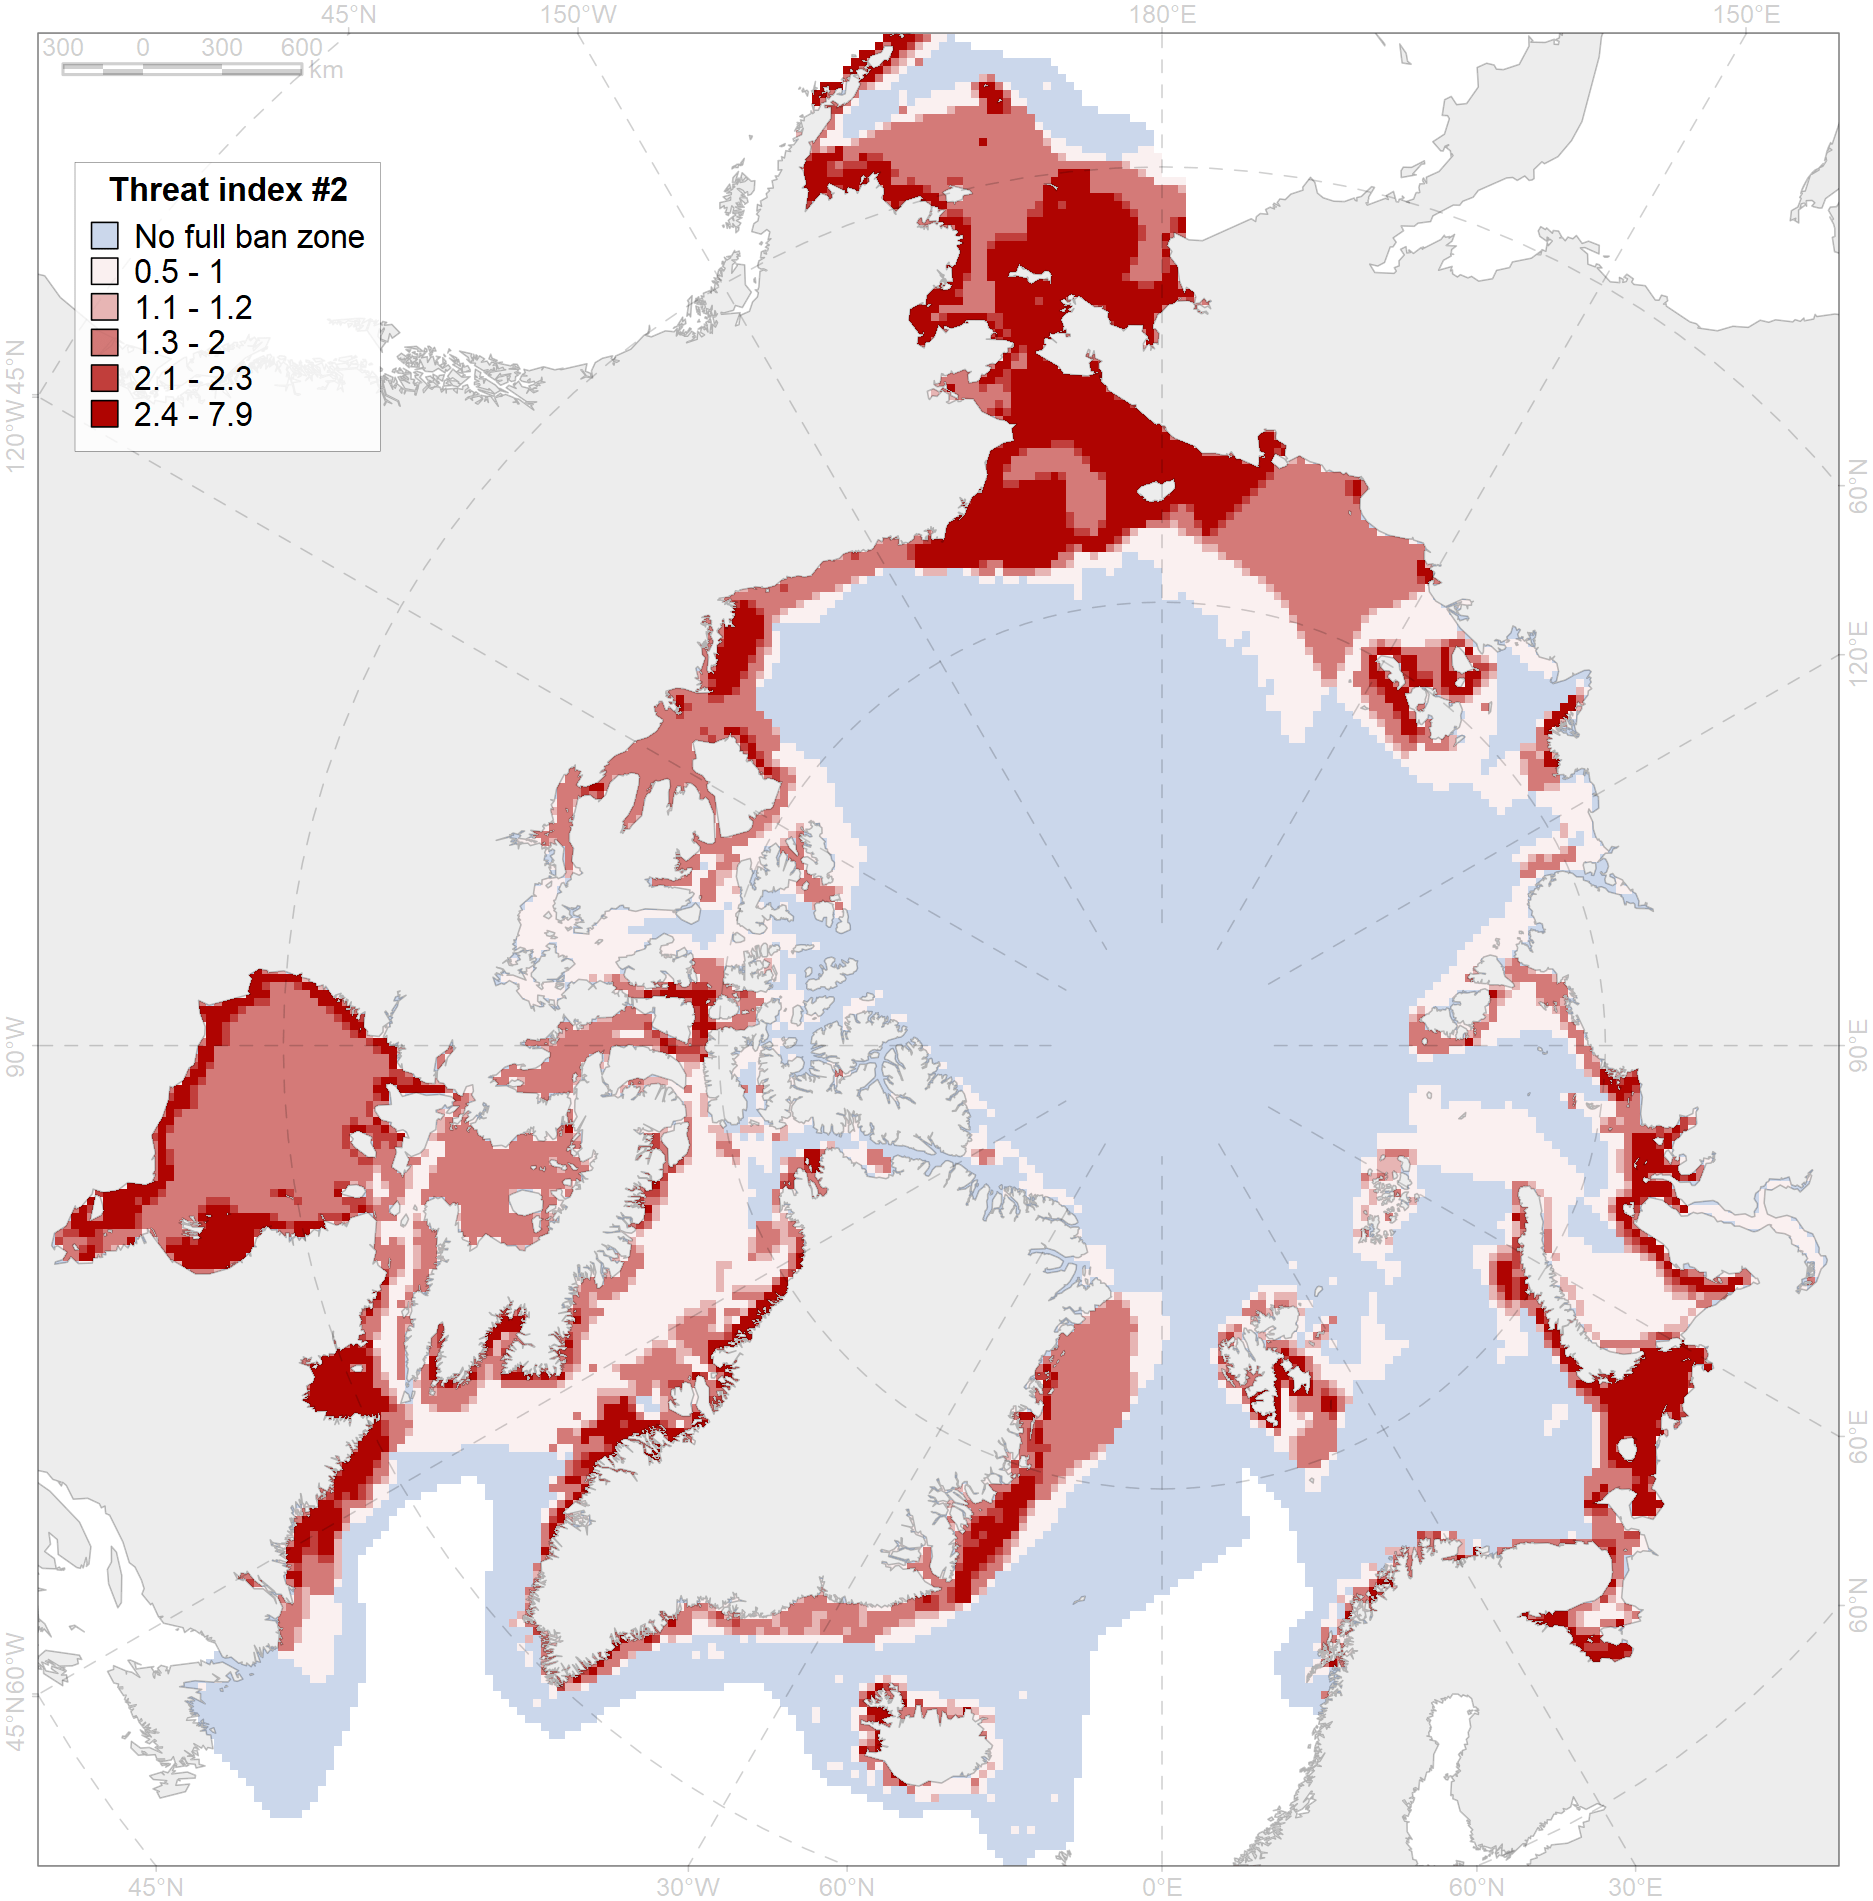 45°N 150°W 180°E 150°E
300 0 300 600
km
Threat index #2
No full ban zone
0.5 - 1
1.1 - 1.2
1.3 - 2
2.1 - 2.3
2.4 - 7.9
45°N
120°W
90°W
60°W
45°N
60°N
120°E
90°E
60°E
60°N
45°N 30°W 60°N 0°E 60°N 30°E